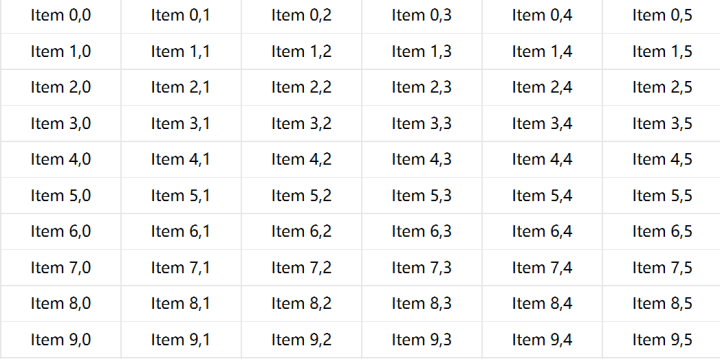 Item 0,0 Item 0,1 Item 0,2 Item 0,3 Item 0,4 Item 0,5
Item 1,0 Item 1,1 Item 1,2 Item 1,3 Item 1,4 Item 1,5
Item 2,0 Item 2,1 Item 2,2 Item 2,3 Item 2,4 Item 2,5
Item 3,0 Item 3,1 Item 3,2 Item 3,3 Item 3,4 Item 3,5
Item 4,0 Item 4,1 Item 4,2 Item 4,3 Item 4,4 Item 4,5
Item 5,0 Item 5,1 Item 5,2 Item 5,3 Item 5,4 Item 5,5
Item 6,0 Item 6,1 Item 6,2 Item 6,3 Item 6,4 Item 6,5
Item 7,0 Item 7,1 Item 7,2 Item 7,3 Item 7,4 Item 7,5
Item 8,0 Item 8,1 Item 8,2 Item 8,3 Item 8,4 Item 8,5
Item 9,0 Item 9,1 Item 9,2 Item 9,3 Item 9,4 Item 9,5